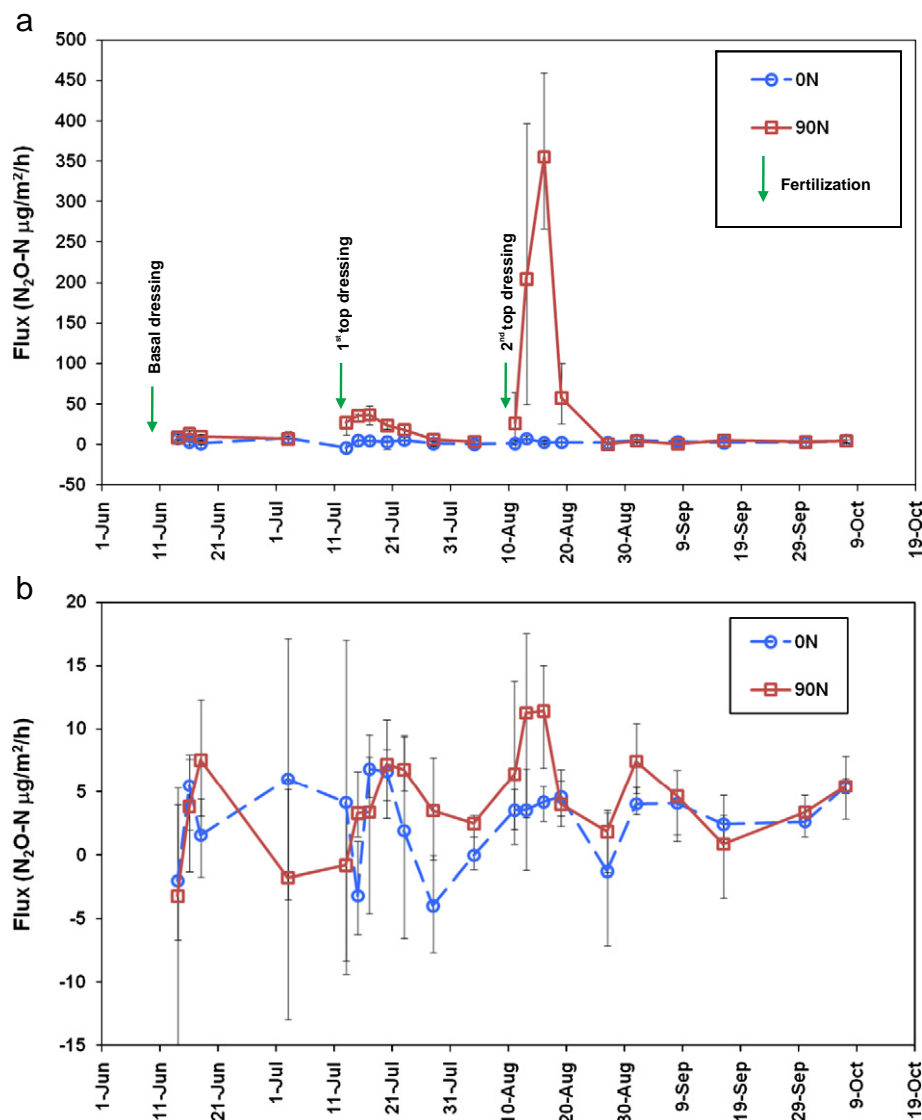 a
500
450
400
350
300
250
200
150
100
50
0
-50
Flux (N₂O-N μg/m²/h)
Basal dressing
1st top dressing
2nd top dressing
0N
90N
Fertilization
1-Jun
11-Jun
21-Jun
1-Jul
11-Jul
21-Jul
31-Jul
10-Aug
20-Aug
30-Aug
9-Sep
19-Sep
29-Sep
9-Oct
19-Oct
b
20
15
10
5
0
-5
-10
-15
Flux (N₂O-N μg/m²/h)
0N
90N
1-Jun
11-Jun
21-Jun
1-Jul
11-Jul
21-Jul
31-Jul
10-Aug
20-Aug
30-Aug
9-Sep
19-Sep
29-Sep
9-Oct
19-Oct